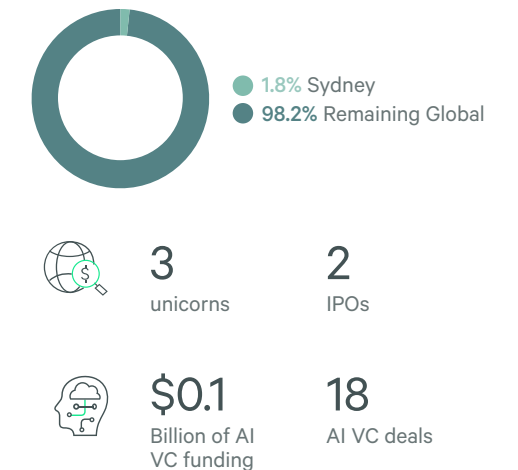 1.8% Sydney
98.2% Remaining Global
$
3
unicorns
2
IPOs
$0.1
Billion of AI
VC funding
18
AI VC deals